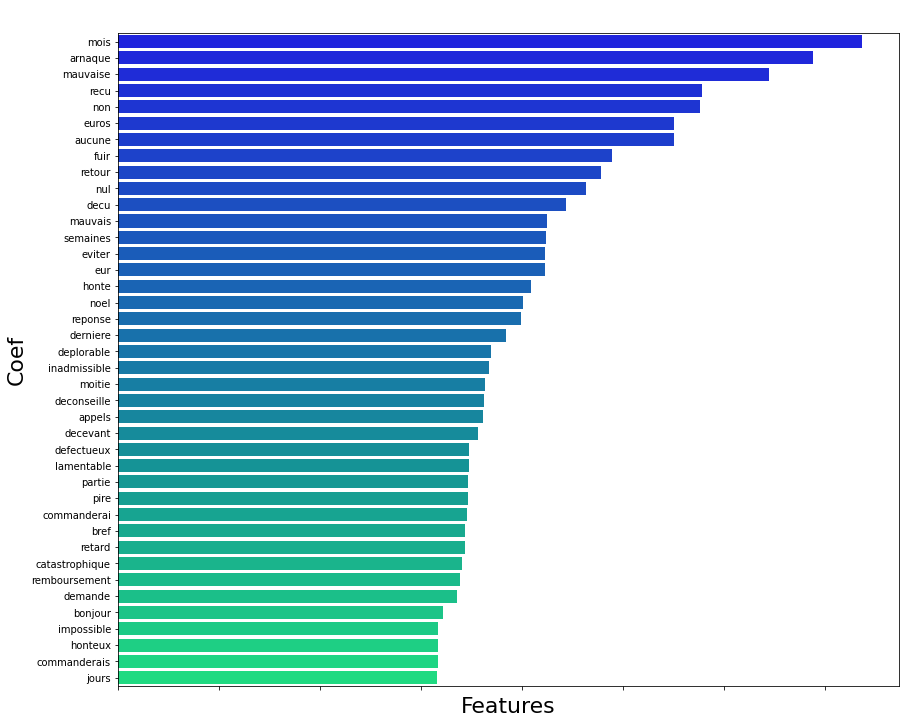 mois
arnaque
mauvaise
recu
non
euros
aucune
fuir
retour
nul
decu
mauvais
semaines
eviter
eur
honte
noel
reponse
derniere
deplorable
inadmissible
moitie
deconseille
appels
decevant
defectueux
lamentable
partie
pire
commanderai
bref
retard
catastrophique
remboursement
demande
bonjour
impossible
honteux
commanderais
jours
Coef
Features